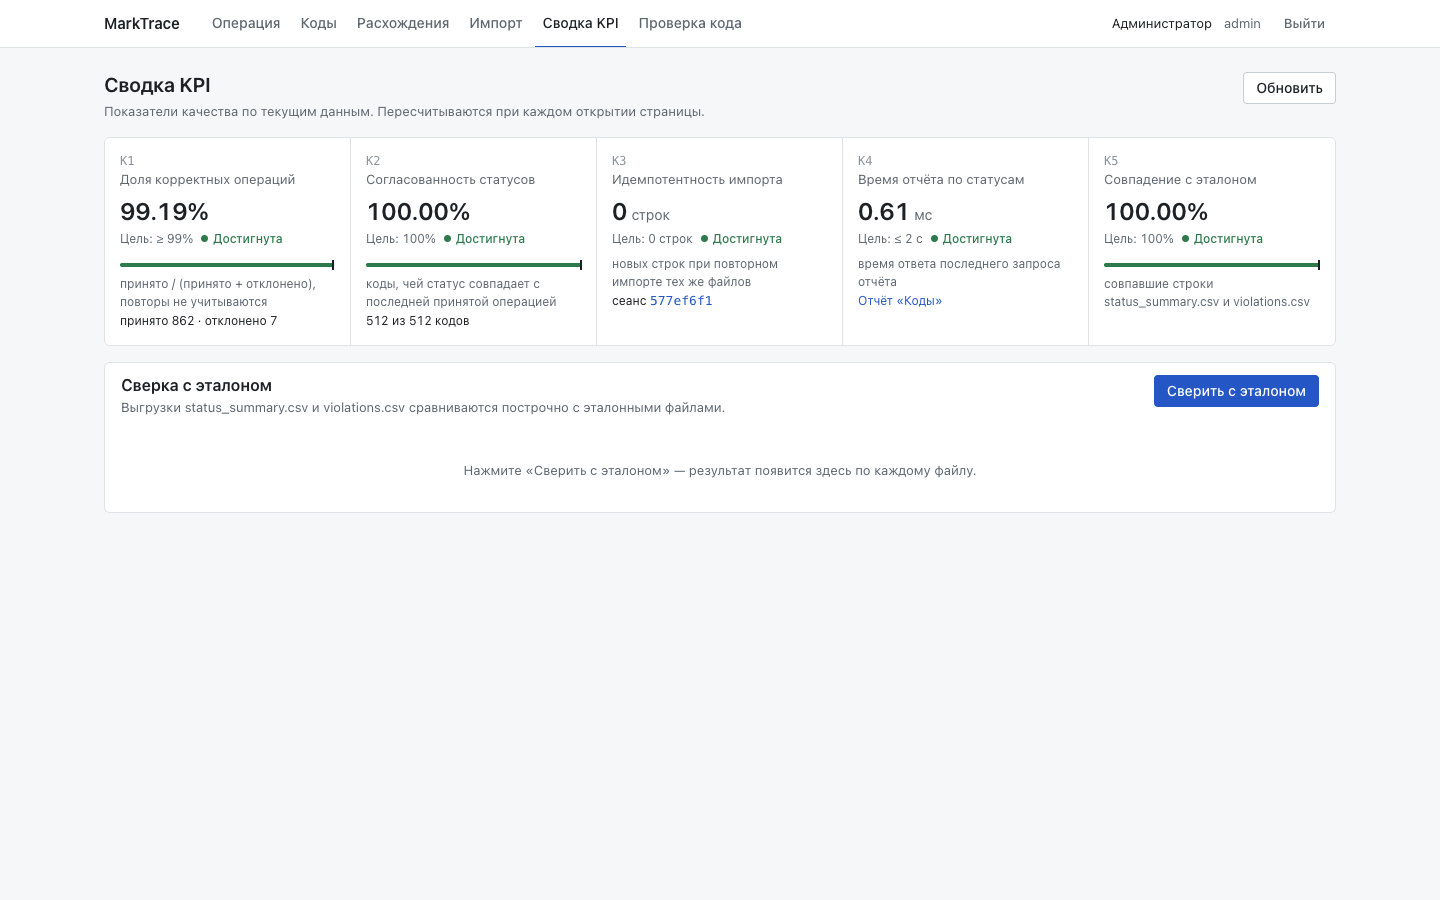 MarkTrace Операция Коды Расхождения Импорт Сводка KPI Проверка кода Администратор admin Выйти
Сводка KPI
Обновить
Показатели качества по текущим данным. Пересчитываются при каждом открытии страницы.
K1
Доля корректных операций
99.19%
Цель: ≥ 99% Достигнута
принято / (принято + отклонено),
повторы не учитываются
принято 862 · отклонено 7
K2
Согласованность статусов
100.00%
Цель: 100% Достигнута
коды, чей статус совпадает с
последней принятой операцией
512 из 512 кодов
K3
Идемпотентность импорта
0 строк
Цель: 0 строк Достигнута
новых строк при повторном
импорте тех же файлов
сеанс 577ef6f1
K4
Время отчёта по статусам
0.61 мс
Цель: ≤ 2 с Достигнута
время ответа последнего запроса
отчёта
Отчёт «Коды»
K5
Совпадение с эталоном
100.00%
Цель: 100% Достигнута
совпавшие строки
status_summary.csv и violations.csv
Сверка с эталоном
Выгрузки status_summary.csv и violations.csv сравниваются построчно с эталонными файлами.
Сверить с эталоном
Нажмите «Сверить с эталоном» — результат появится здесь по каждому файлу.